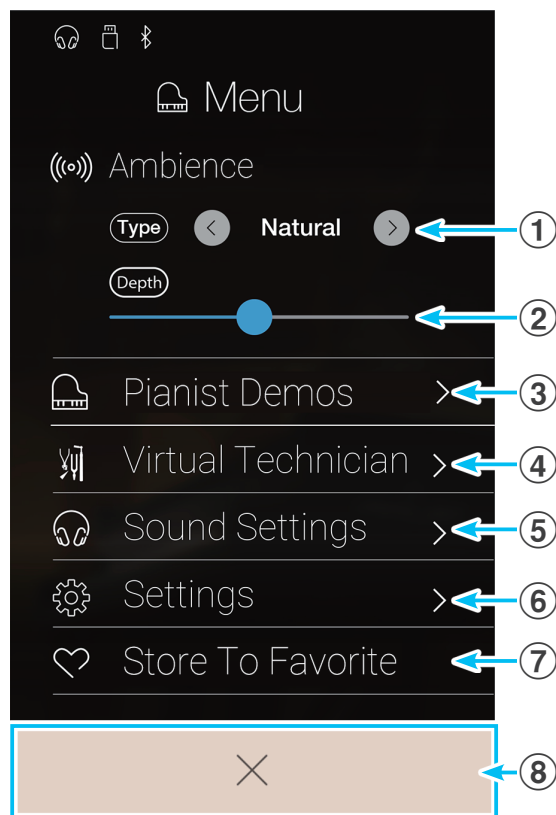 Menu
Ambience
Type Natural 1
Depth
2
Pianist Demos 3
Virtual Technician 4
Sound Settings 5
Settings 6
Store To Favorite 7
8